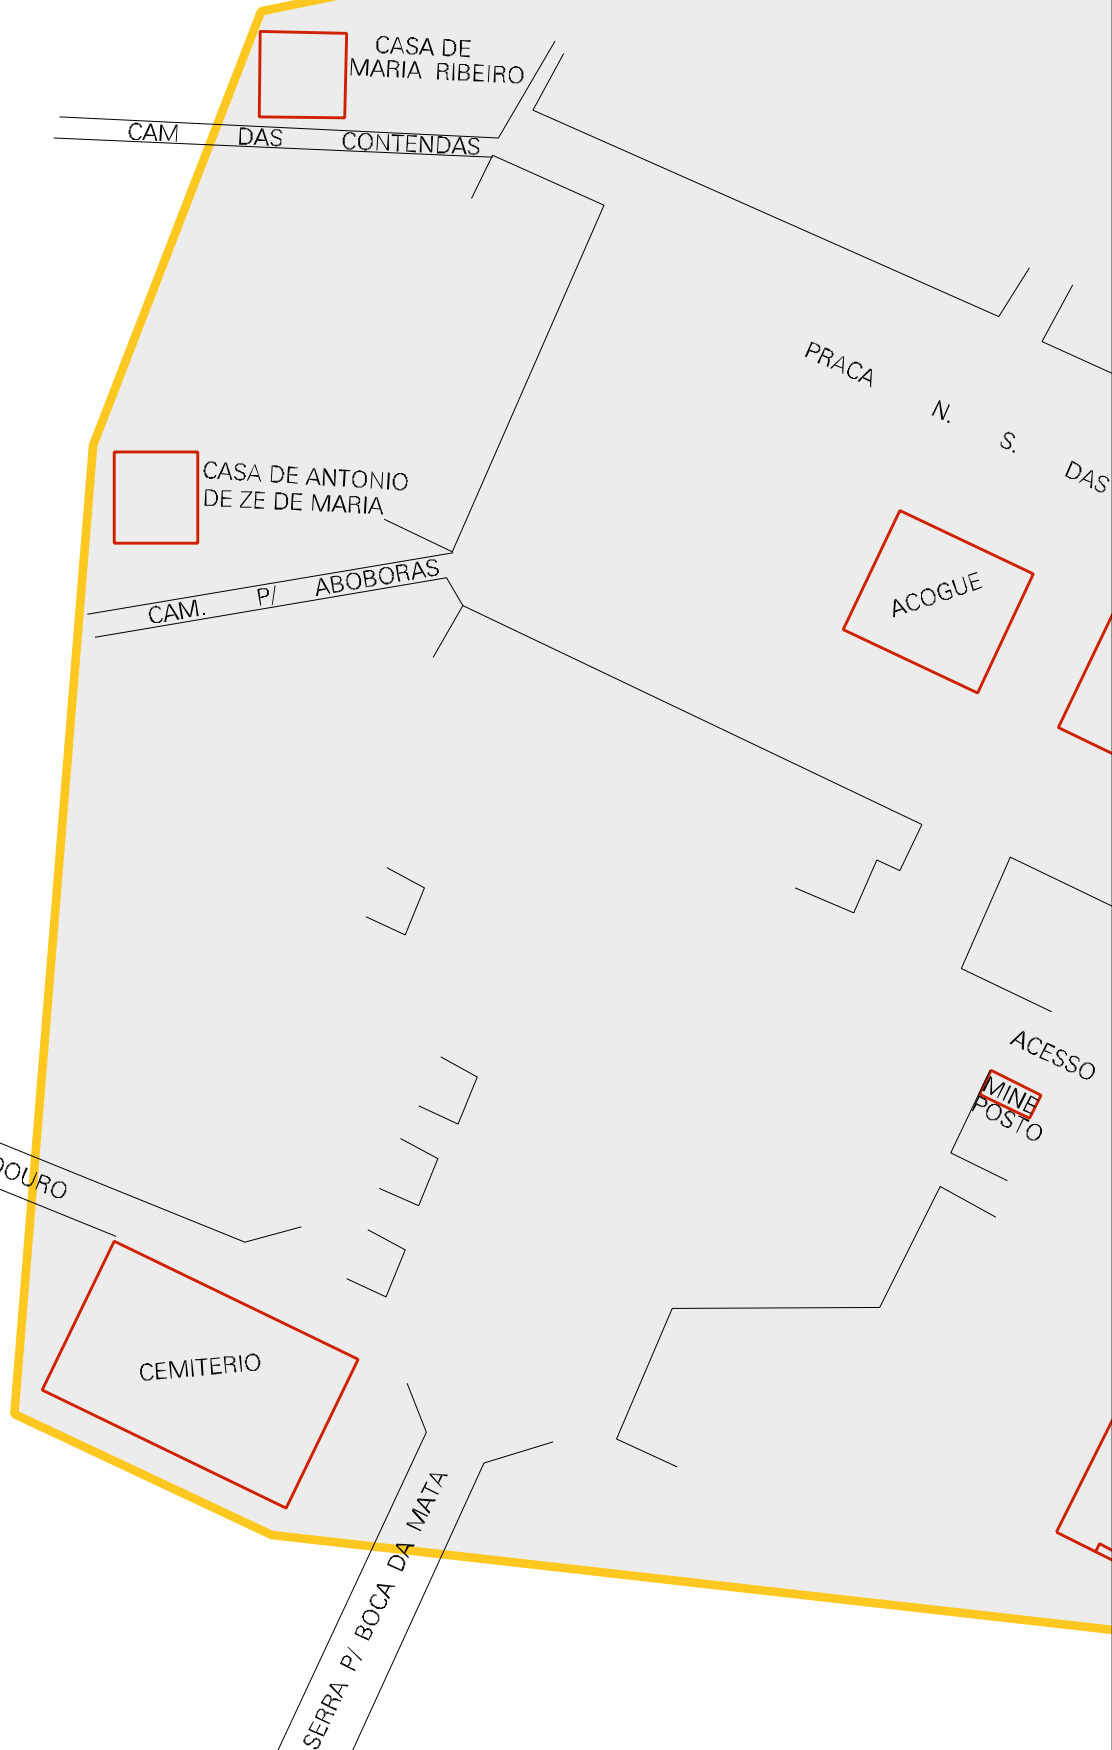 CASA DE
MARIA RIBEIRO
CAM DAS CONTENDAS
PRACA N. S. DAS
CASA DE ANTONIO
DE ZE DE MARIA
CAM. P/ ABOBORAS
ACOGUE
ACESSO
MINE
POSTO
CEMITERIO
SERRA P/ BOCA DA MATA